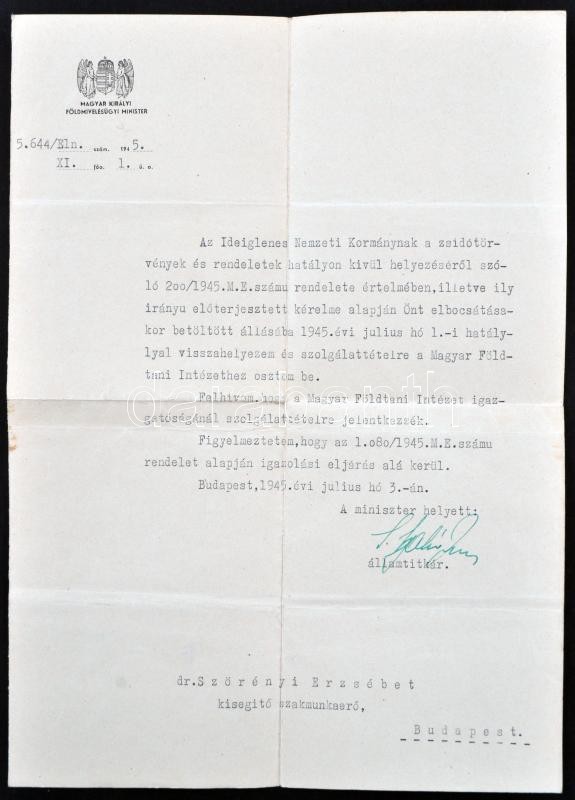 MAGYAR KIRÁLYI
FÖLDMIVELÉSÜGYI MINISTER
5.644/Eln. szám. 1945.
XI. főo. 1. ü. o.
Az Ideiglenes Nemzeti Kormánynak a zsidótör-
vények és rendeletek hatályon kivül helyezéséről szó-
ló 2oo/1945.M.E.számu rendelete értelmében,illetve ily
irányu előterjesztett kérelme alapján Önt elbocsátása-
kor betöltött állásába 1945.évi julius hó 1.-i hatály-
lyal visszahelyezem és szolgálattételre a Magyar Föld-
tani Intézethez osztom be.
Felhivom,hogy a Magyar Földtani Intézet igaz-
gatóságánál szolgálattételre jelentkezzék.
Figyelmeztetem,hogy az 1.o8o/1945.M.E.számu
rendelet alapján igazolási eljárás alá kerül.
Budapest,1945.évi julius hó 3.-án.
A miniszter helyett:
államtitkár.
dr.Szörényi Erzsébet
kisegitő szakmunkaerő,
Budapest.